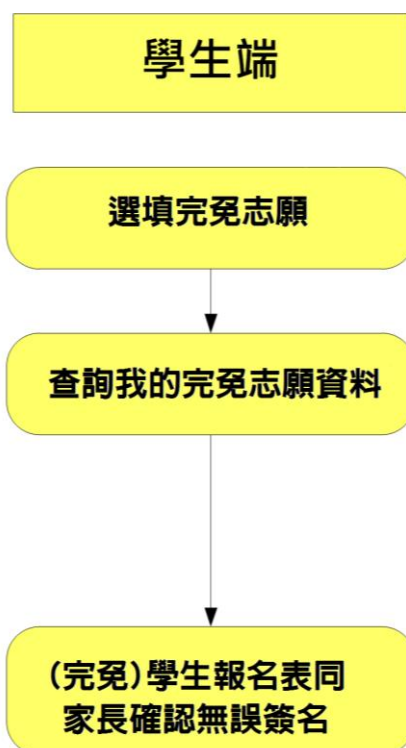 學生端
選填完免志願
查詢我的完免志願資料
(完免)學生報名表同
家長確認無誤簽名